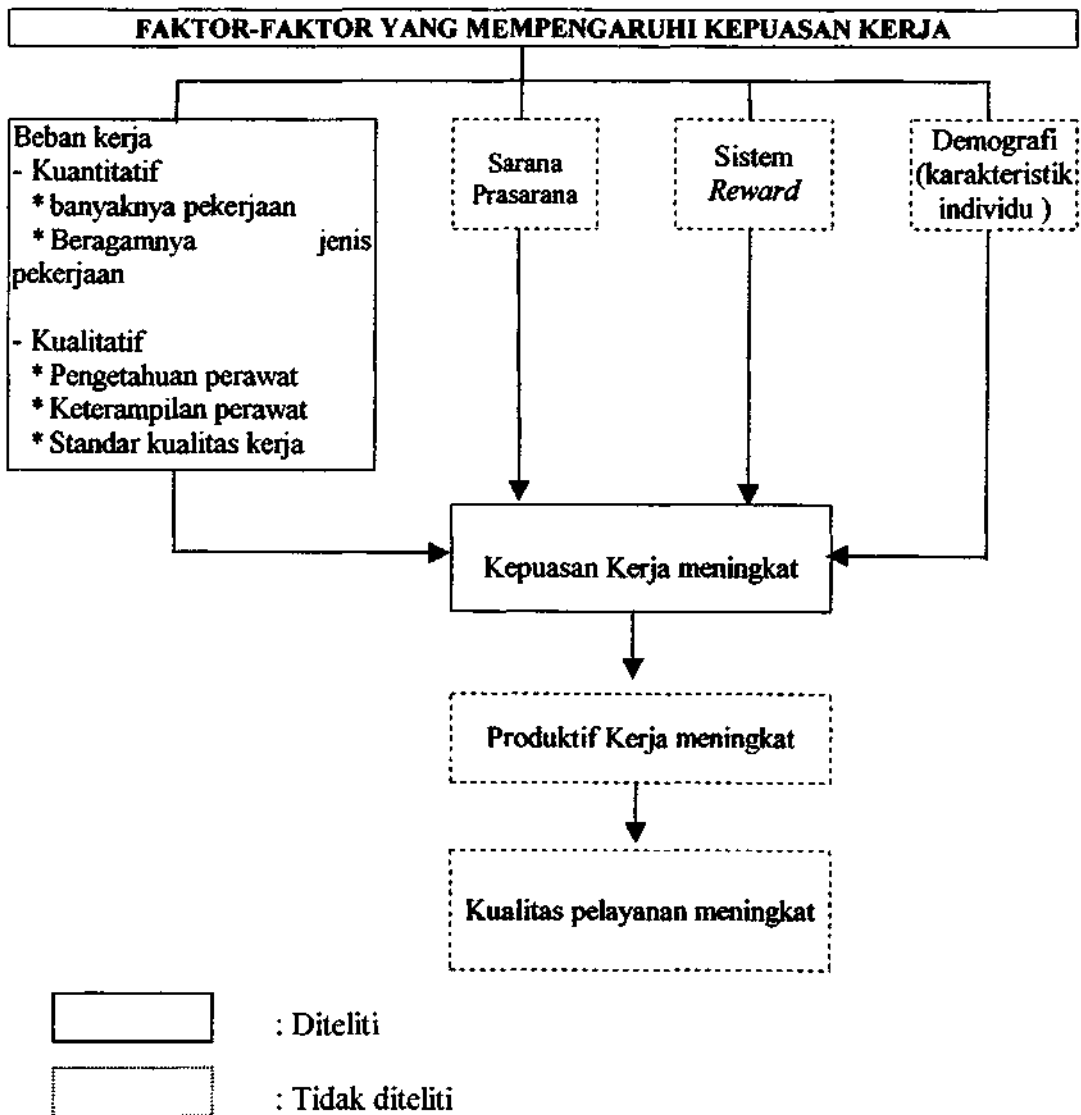 FAKTOR-FAKTOR YANG MEMPENGARUHI KEPUASAN KERJA
Beban kerja
- Kuantitatif
* banyaknya pekerjaan
* Beragamnya jenis
pekerjaan
- Kualitatif
* Pengetahuan perawat
* Keterampilan perawat
* Standar kualitas kerja
Sarana
Prasarana
Sistem
Reward
Demografi
(karakteristik
individu )
Kepuasan Kerja meningkat
Produktif Kerja meningkat
Kualitas pelayanan meningkat
: Diteliti
: Tidak diteliti